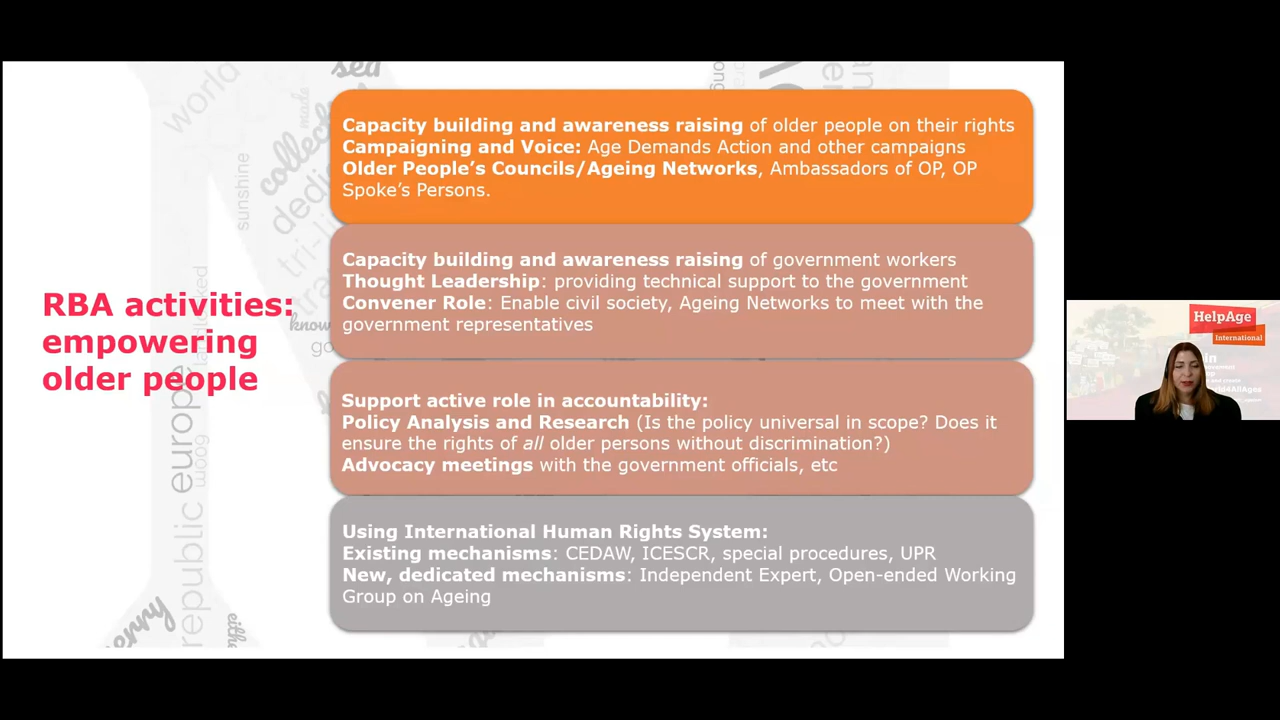 RBA activities:
empowering
older people
Capacity building and awareness raising of older people on their rights
Campaigning and Voice: Age Demands Action and other campaigns
Older People’s Councils/Ageing Networks, Ambassadors of OP, OP
Spoke’s Persons.
Capacity building and awareness raising of government workers
Thought Leadership: providing technical support to the government
Convener Role: Enable civil society, Ageing Networks to meet with the
government representatives
Support active role in accountability:
Policy Analysis and Research (Is the policy universal in scope? Does it
ensure the rights of all older persons without discrimination?)
Advocacy meetings with the government officials, etc
Using International Human Rights System:
Existing mechanisms: CEDAW, ICESCR, special procedures, UPR
New, dedicated mechanisms: Independent Expert, Open-ended Working
Group on Ageing
world
sunshine
made
know
europe
republic
HelpAge
International